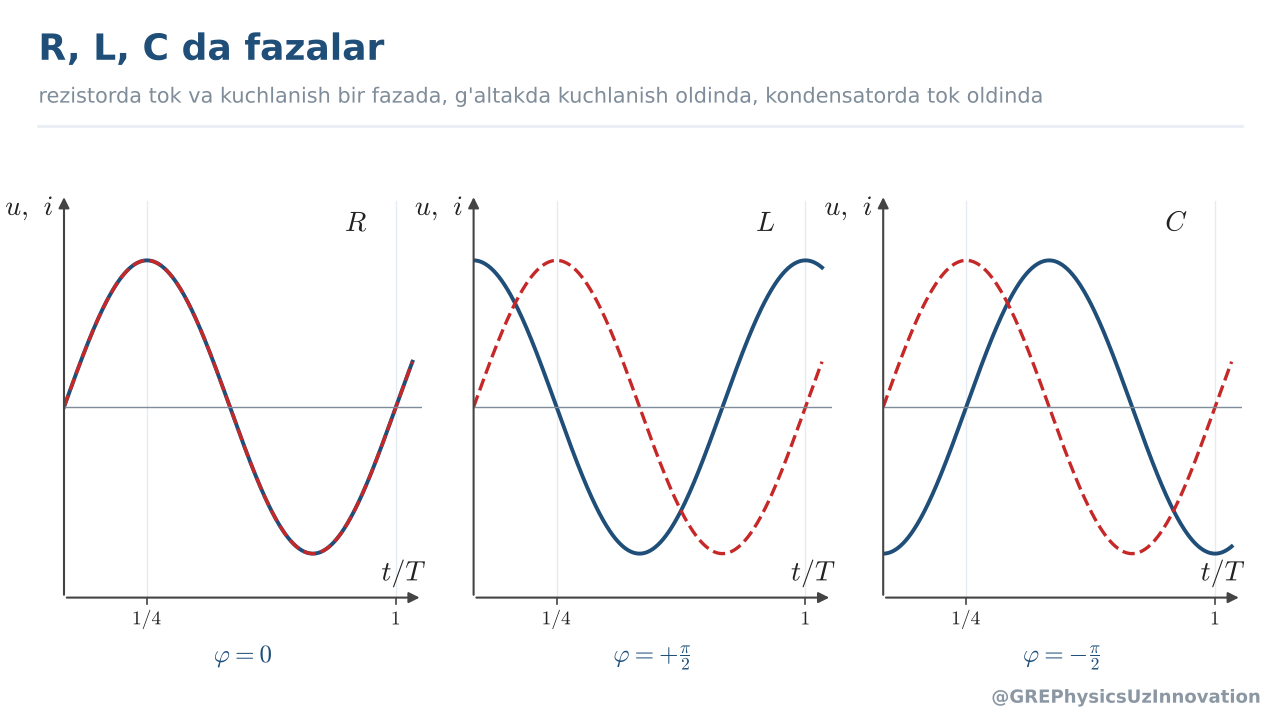 R, L, C da fazalar
rezistorda tok va kuchlanish bir fazada, g'altakda kuchlanish oldinda, kondensatorda tok oldinda
u, i
R
t/T
1/4
1
φ = 0
u, i
L
t/T
1/4
1
φ = +π/2
u, i
C
t/T
1/4
1
φ = −π/2
@GREPhysicsUzInnovation